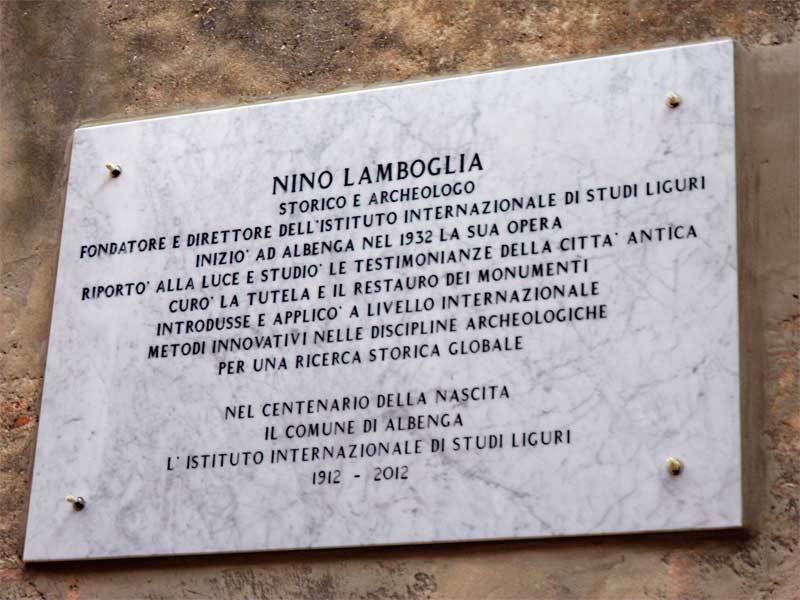 NINO LAMBOGLIA
STORICO E ARCHEOLOGO
FONDATORE E DIRETTORE DELL'ISTITUTO INTERNAZIONALE DI STUDI LIGURI
INIZIO' AD ALBENGA NEL 1932 LA SUA OPERA
RIPORTO' ALLA LUCE E STUDIO' LE TESTIMONIANZE DELLA CITTA' ANTICA
CURO' LA TUTELA E IL RESTAURO DEI MONUMENTI
INTRODUSSE E APPLICO' A LIVELLO INTERNAZIONALE
METODI INNOVATIVI NELLE DISCIPLINE ARCHEOLOGICHE
PER UNA RICERCA STORICA GLOBALE
NEL CENTENARIO DELLA NASCITA
IL COMUNE DI ALBENGA
L'ISTITUTO INTERNAZIONALE DI STUDI LIGURI
1912 - 2012